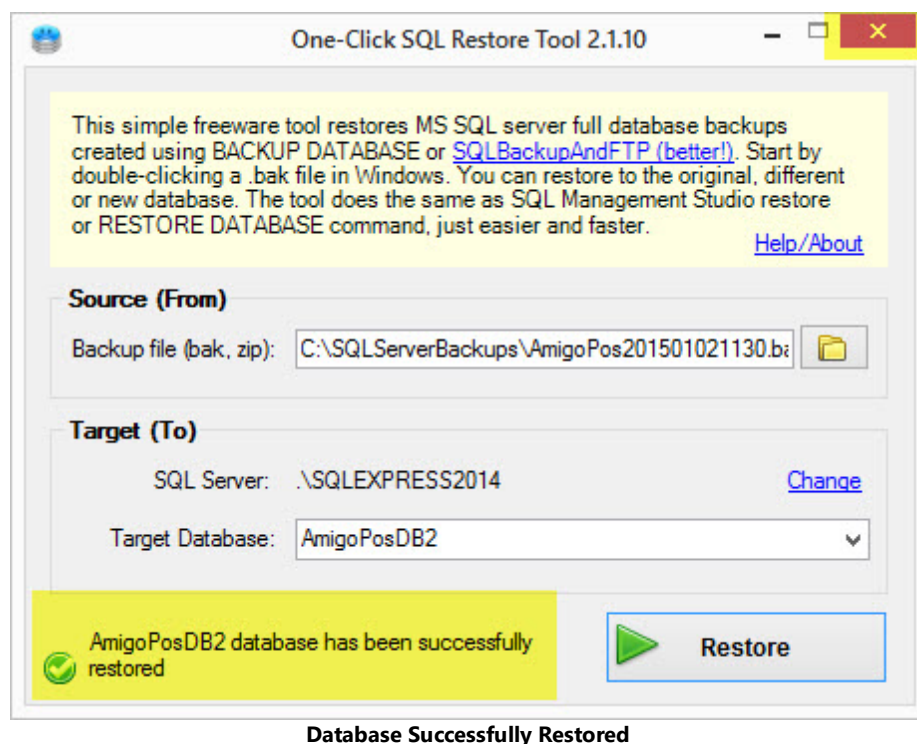 One-Click SQL Restore Tool 2.1.10
This simple freeware tool restores MS SQL server full database backups
created using BACKUP DATABASE or SQLBackupAndFTP (better!). Start by
double-clicking a .bak file in Windows. You can restore to the original, different
or new database. The tool does the same as SQL Management Studio restore
or RESTORE DATABASE command, just easier and faster.
Help/About
Source (From)
Backup file (bak, zip): C:\SQLServerBackups\AmigoPos201501021130.ba
Target (To)
SQL Server: .\SQLEXPRESS2014 Change
Target Database: AmigoPosDB2
AmigoPosDB2 database has been successfully
restored
Restore
Database Successfully Restored